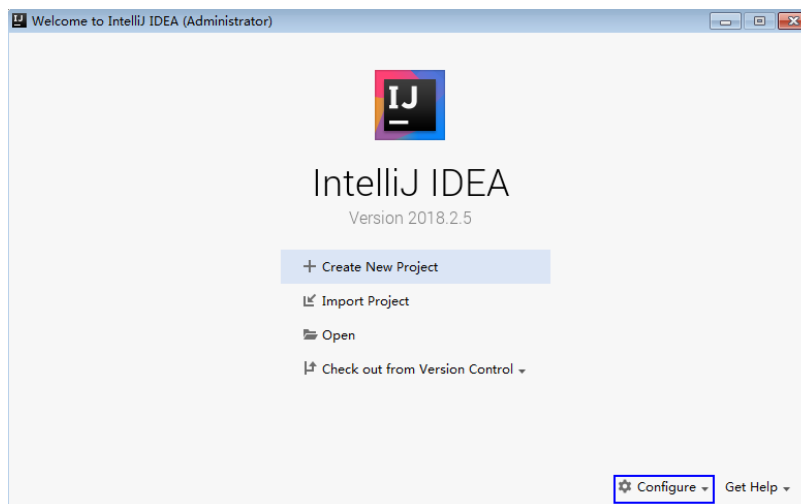 Welcome to IntelliJ IDEA (Administrator)
IJ
IntelliJ IDEA
Version 2018.2.5
Create New Project
Import Project
Open
Check out from Version Control
Configure
Get Help